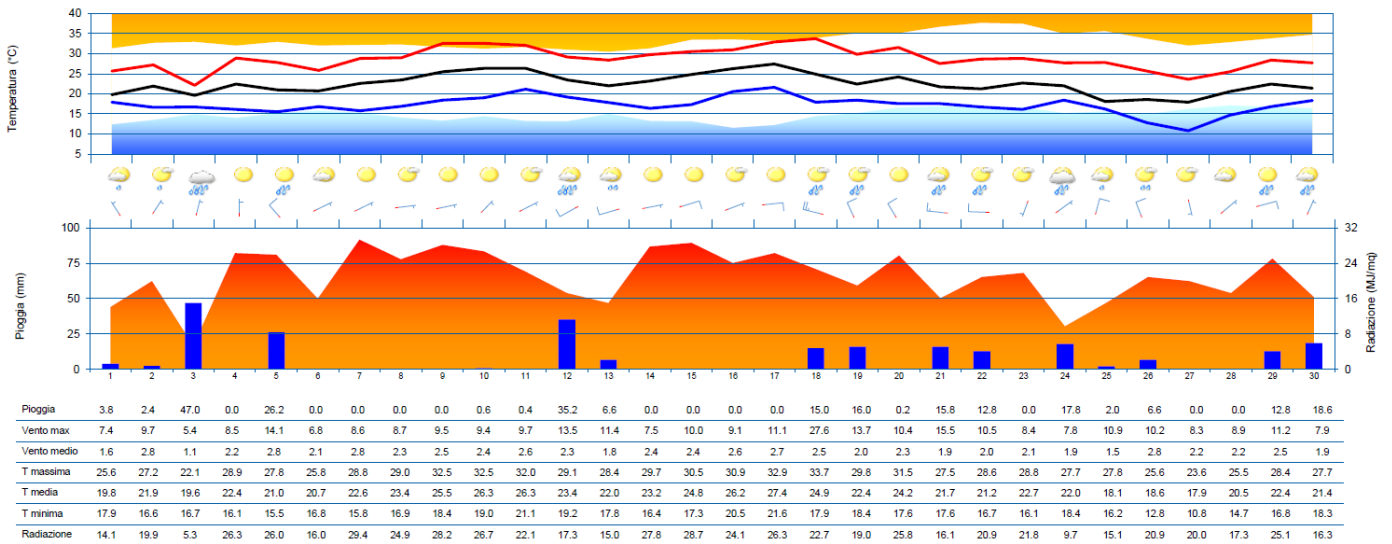 Temperatura (°C)
40
35
30
25
20
15
10
5
Pioggia (mm)
100
75
50
25
0
32
24
16
8
0
Radiazione (MJ/mq)
1 2 3 4 5 6 7 8 9 10 11 12 13 14 15 16 17 18 19 20 21 22 23 24 25 26 27 28 29 30
Pioggia 3.8 2.4 47.0 0.0 26.2 0.0 0.0 0.0 0.0 0.6 0.4 35.2 6.6 0.0 0.0 0.0 0.0 15.0 16.0 0.2 15.8 12.8 0.0 17.8 2.0 6.6 0.0 0.0 12.8 18.6
Vento max 7.4 9.7 5.4 8.5 14.1 6.8 8.6 8.7 9.5 9.4 9.7 13.5 11.4 7.5 10.0 9.1 11.1 27.6 13.7 10.4 15.5 10.5 8.4 7.8 10.9 10.2 8.3 8.9 11.2 7.9
Vento medio 1.6 2.8 1.1 2.2 2.8 2.1 2.8 2.3 2.5 2.4 2.6 2.3 1.8 2.4 2.4 2.6 2.7 2.5 2.0 2.3 1.9 2.0 2.1 1.9 1.5 2.8 2.2 2.2 2.5 1.9
T massima 25.6 27.2 22.1 28.9 27.8 25.8 28.8 29.0 32.5 32.5 32.0 29.1 28.4 29.7 30.5 30.9 32.9 33.7 29.8 31.5 27.5 28.6 28.8 27.7 27.8 25.6 23.6 25.5 28.4 27.7
T media 19.8 21.9 19.6 22.4 21.0 20.7 22.6 23.4 25.5 26.3 26.3 23.4 22.0 23.2 24.8 26.2 27.4 24.9 22.4 24.2 21.7 21.2 22.7 22.0 18.1 18.6 17.9 20.5 22.4 21.4
T minima 17.9 16.6 16.7 16.1 15.5 16.8 15.8 16.9 18.4 19.0 21.1 19.2 17.8 16.4 17.3 20.5 21.6 17.9 18.4 17.6 17.6 16.7 16.1 18.4 16.2 12.8 10.8 14.7 16.8 18.3
Radiazione 14.1 19.9 5.3 26.3 26.0 16.0 29.4 24.9 28.2 26.7 22.1 17.3 15.0 27.8 28.7 24.1 26.3 22.7 19.0 25.8 16.1 20.9 21.8 9.7 15.1 20.9 20.0 17.3 25.1 16.3